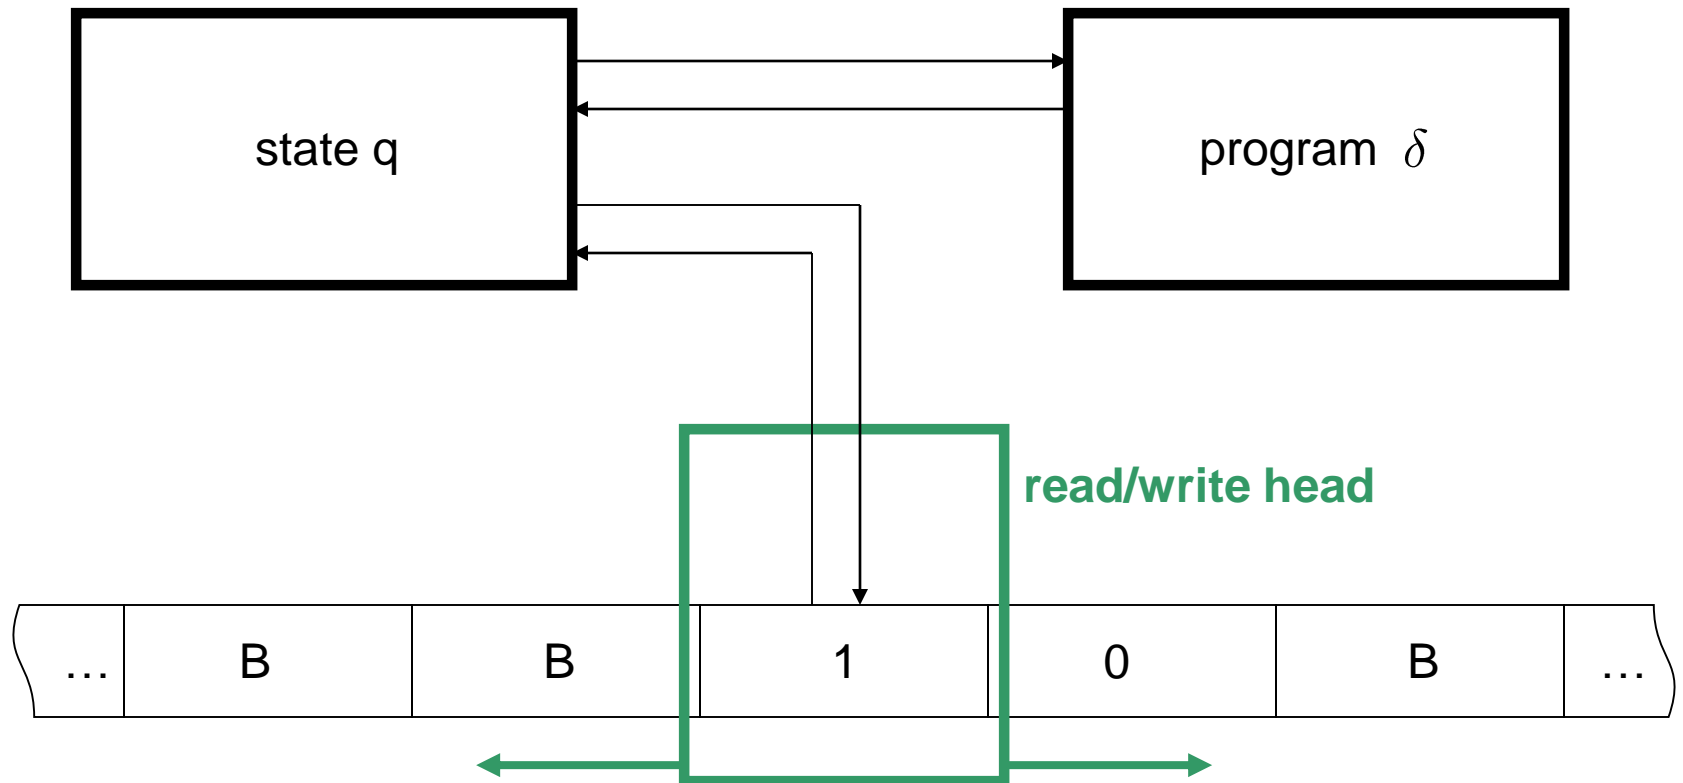 state q
program δ
read/write head
… B B 1 0 B …